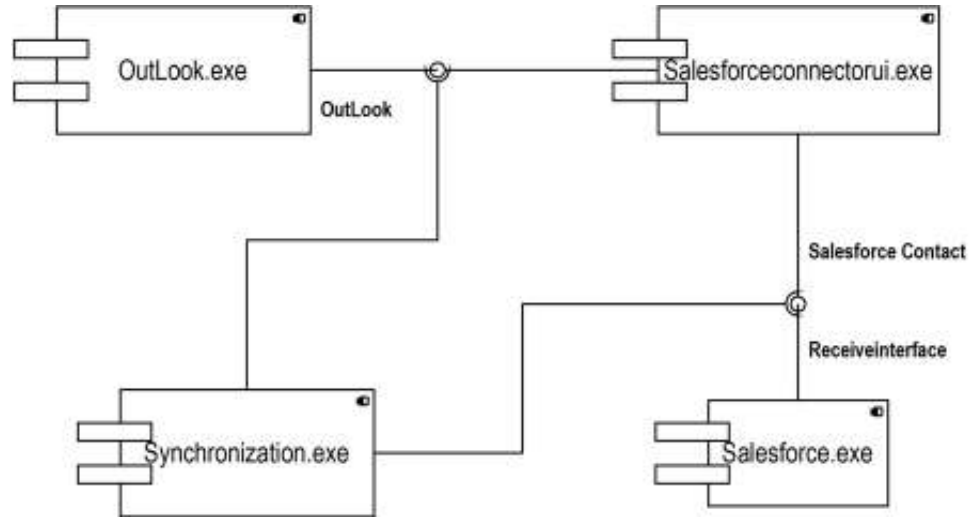 OutLook.exe
Salesforceconnectorui.exe
OutLook
Salesforce Contact
Receiveinterface
Synchronization.exe
Salesforce.exe